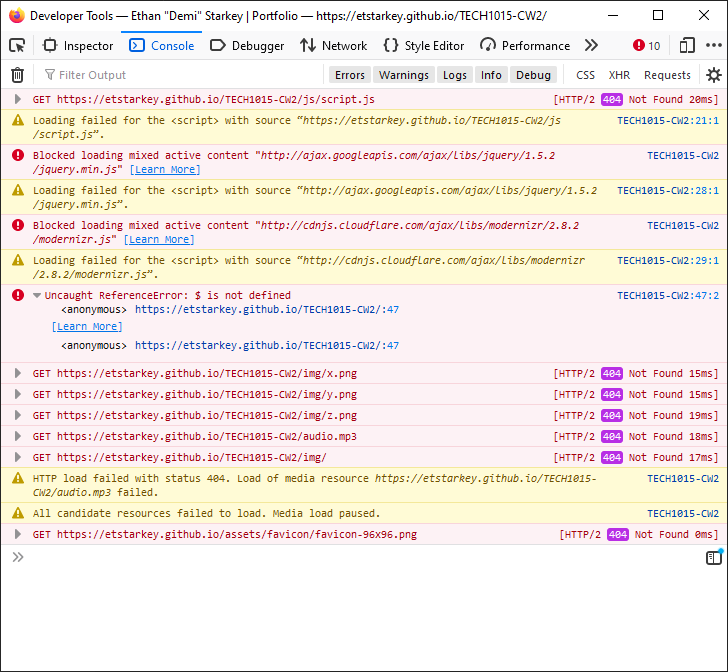 Developer Tools — Ethan "Demi" Starkey | Portfolio — https://etstarkey.github.io/TECH1015-CW2/
Inspector Console Debugger Network Style Editor Performance 10
Filter Output Errors Warnings Logs Info Debug CSS XHR Requests
GET https://etstarkey.github.io/TECH1015-CW2/js/script.js [HTTP/2 404 Not Found 20ms]
Loading failed for the <script> with source “https://etstarkey.github.io/TECH1015-CW2/js TECH1015-CW2:21:1
/script.js”.
Blocked loading mixed active content "http://ajax.googleapis.com/ajax/libs/jquery/1.5.2 TECH1015-CW2
/jquery.min.js" [Learn More]
Loading failed for the <script> with source “http://ajax.googleapis.com/ajax/libs/jquery/1.5.2 TECH1015-CW2:28:1
/jquery.min.js”.
Blocked loading mixed active content "http://cdnjs.cloudflare.com/ajax/libs/modernizr/2.8.2 TECH1015-CW2
/modernizr.js" [Learn More]
Loading failed for the <script> with source “http://cdnjs.cloudflare.com/ajax/libs/modernizr TECH1015-CW2:29:1
/2.8.2/modernizr.js”.
Uncaught ReferenceError: $ is not defined TECH1015-CW2:47:2
<anonymous> https://etstarkey.github.io/TECH1015-CW2/:47
[Learn More]
<anonymous> https://etstarkey.github.io/TECH1015-CW2/:47
GET https://etstarkey.github.io/TECH1015-CW2/img/x.png [HTTP/2 404 Not Found 15ms]
GET https://etstarkey.github.io/TECH1015-CW2/img/y.png [HTTP/2 404 Not Found 15ms]
GET https://etstarkey.github.io/TECH1015-CW2/img/z.png [HTTP/2 404 Not Found 19ms]
GET https://etstarkey.github.io/TECH1015-CW2/audio.mp3 [HTTP/2 404 Not Found 18ms]
GET https://etstarkey.github.io/TECH1015-CW2/img/ [HTTP/2 404 Not Found 17ms]
HTTP load failed with status 404. Load of media resource https://etstarkey.github.io/TECH1015- TECH1015-CW2
CW2/audio.mp3 failed.
All candidate resources failed to load. Media load paused. TECH1015-CW2
GET https://etstarkey.github.io/assets/favicon/favicon-96x96.png [HTTP/2 404 Not Found 0ms]